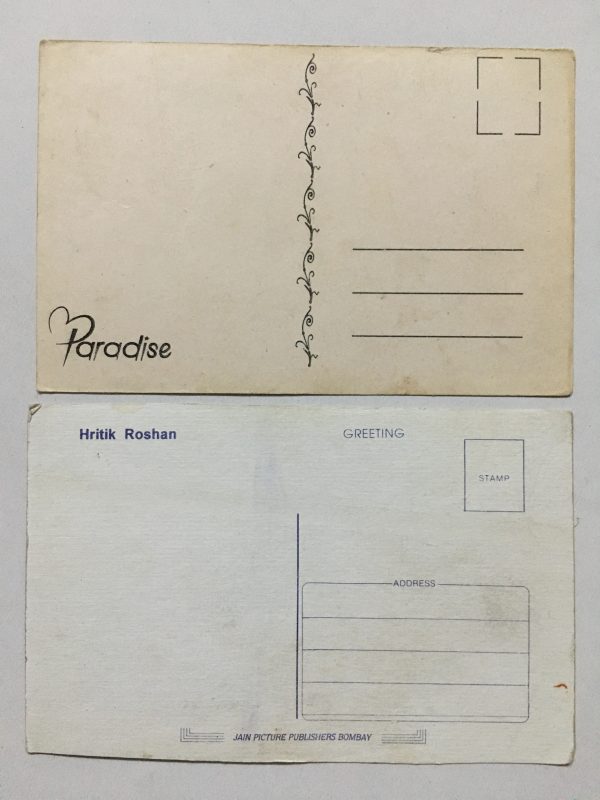 Paradise
Hritik Roshan
GREETING
STAMP
ADDRESS
JAIN PICTURE PUBLISHERS BOMBAY